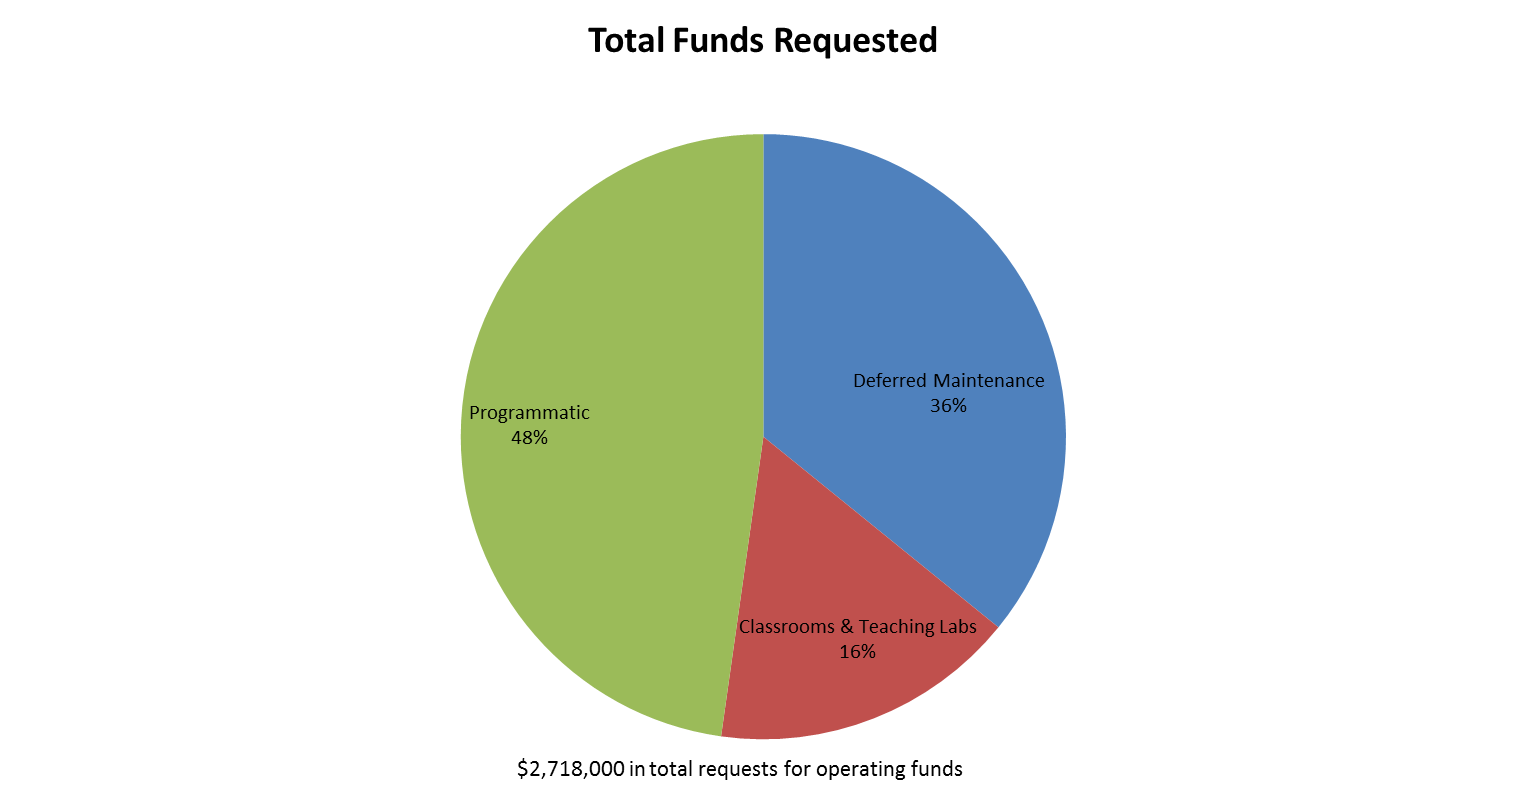 Total Funds Requested
Deferred Maintenance
36%
Programmatic
48%
Classrooms & Teaching Labs
16%
$2,718,000 in total requests for operating funds